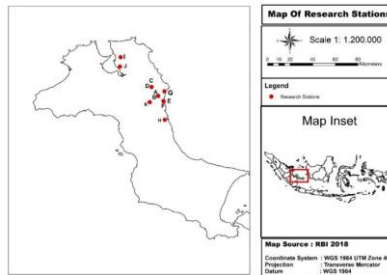 Map Of Research Stations
Scale 1: 1.200.000
Legend
Research Stations
Map Inset
Map Source : RBI 2018
Coordinate System : WGS 1984 UTM Zone
Projection : Transverse Mercator
Datum : WGS 1984
I
J
C
D
G
A
B
E
H